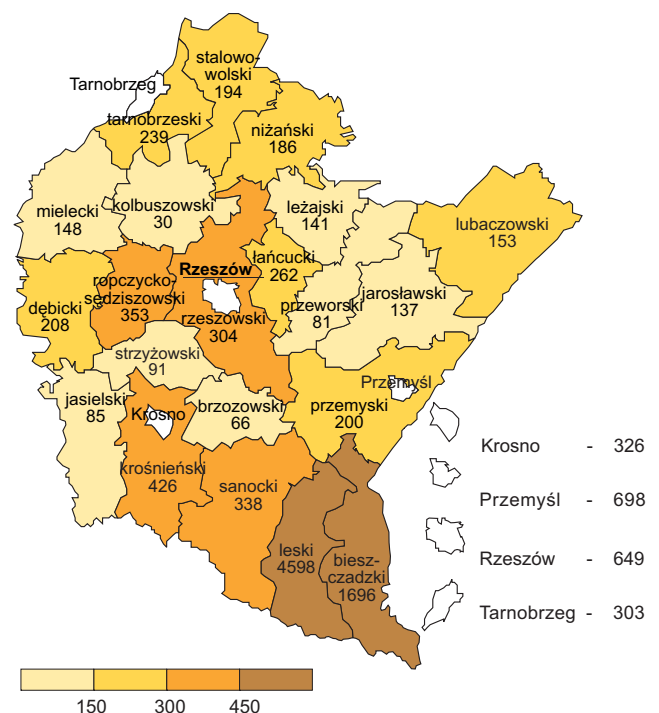 stalowo-
wolski
194
Tarnobrzeg
tarnobrzeski
239
niżański
186
mielecki
148
kolbuszowski
30
leżajski
141
lubaczowski
153
łańcucki
262
Rzeszów
ropczycko-
sędziszowski
353
dębicki
208
rzeszowski
304
przeworski
81
jarosławski
137
strzyżowski
91
jasielski
85
Krosno
brzozowski
66
Przemyśl
przemyski
200
krośnieński
426
sanocki
338
leski
4598
biesz-
czadzki
1696
Krosno - 326
Przemyśl - 698
Rzeszów - 649
Tarnobrzeg - 303
150 300 450